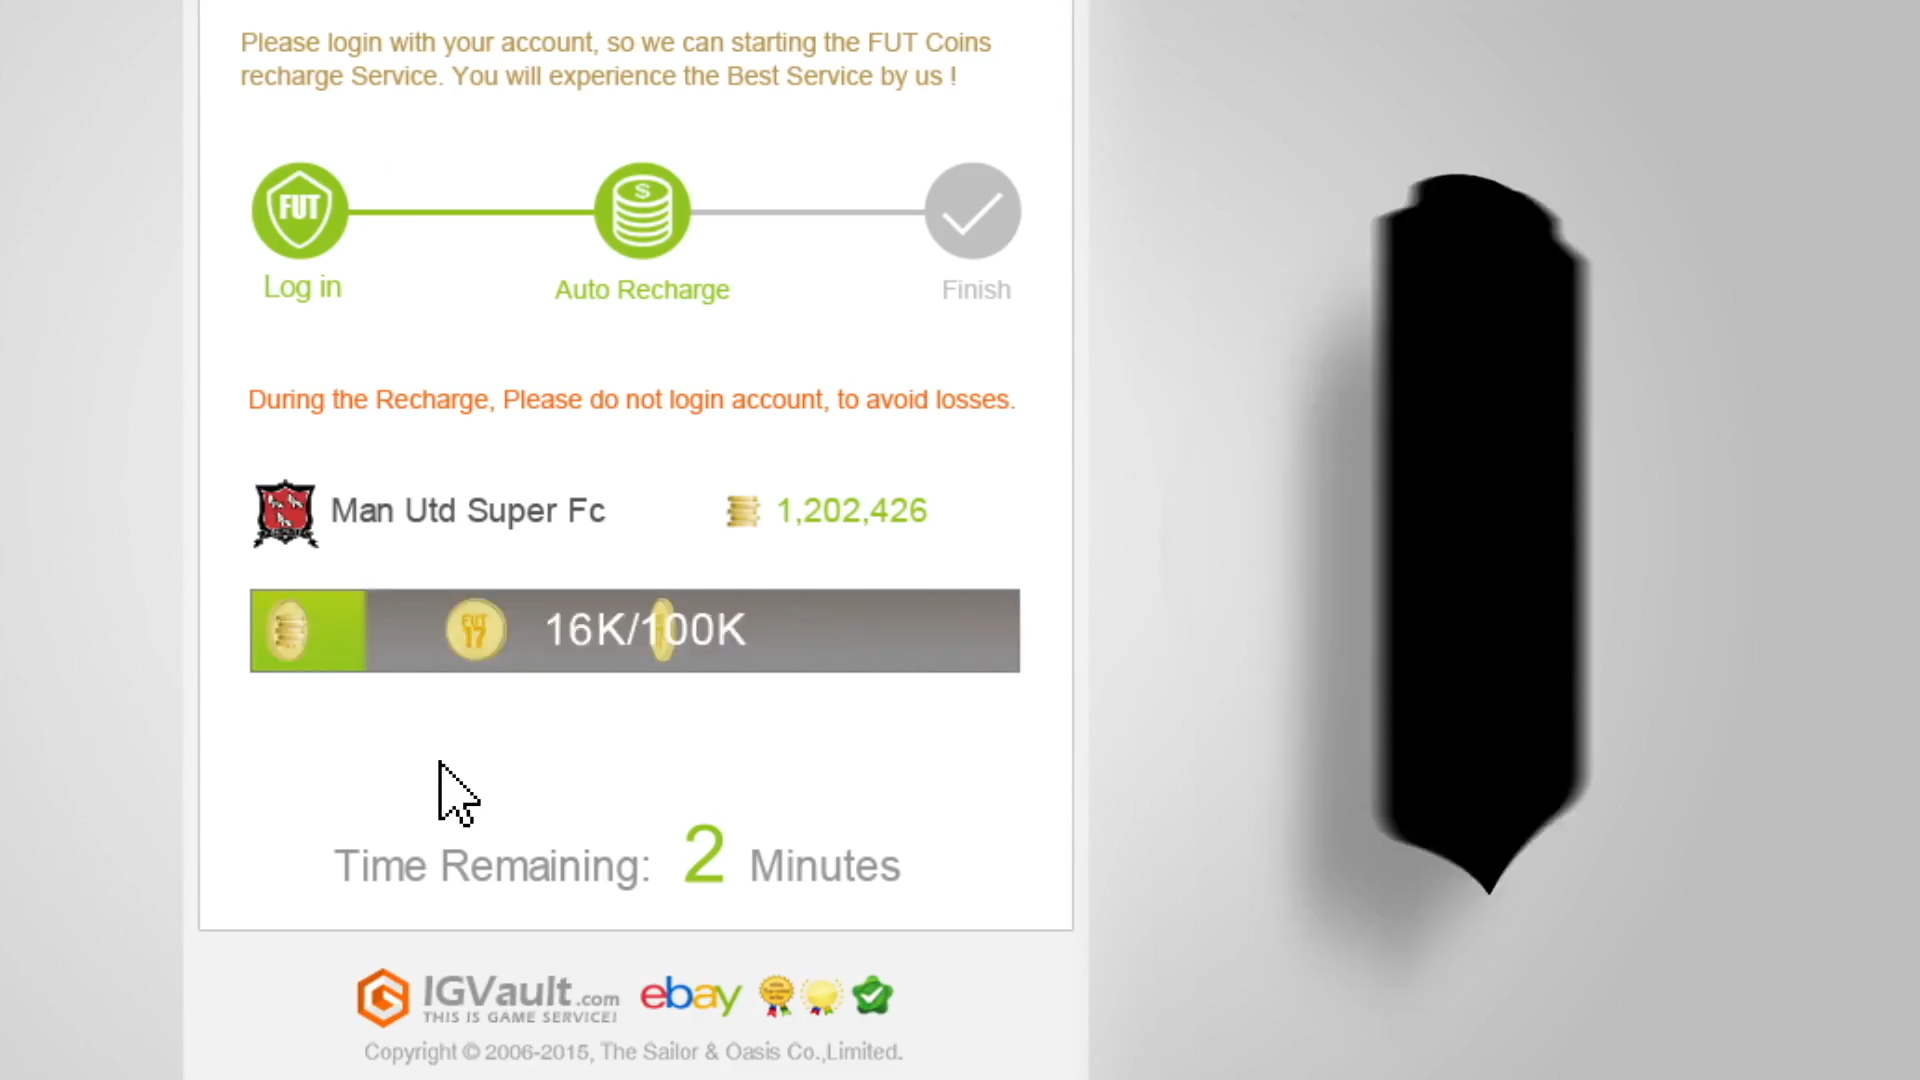 Please login with your account, so we can starting the FUT Coins
recharge Service. You will experience the Best Service by us !
FUT
$
Log in
Auto Recharge
Finish
During the Recharge, Please do not login account, to avoid losses.
Man Utd Super Fc
1,202,426
FUT
17
16K/100K
Time Remaining: 2 Minutes
IGVault.com
THIS IS GAME SERVICE!
ebay
Copyright © 2006-2015, The Sailor & Oasis Co.,Limited.